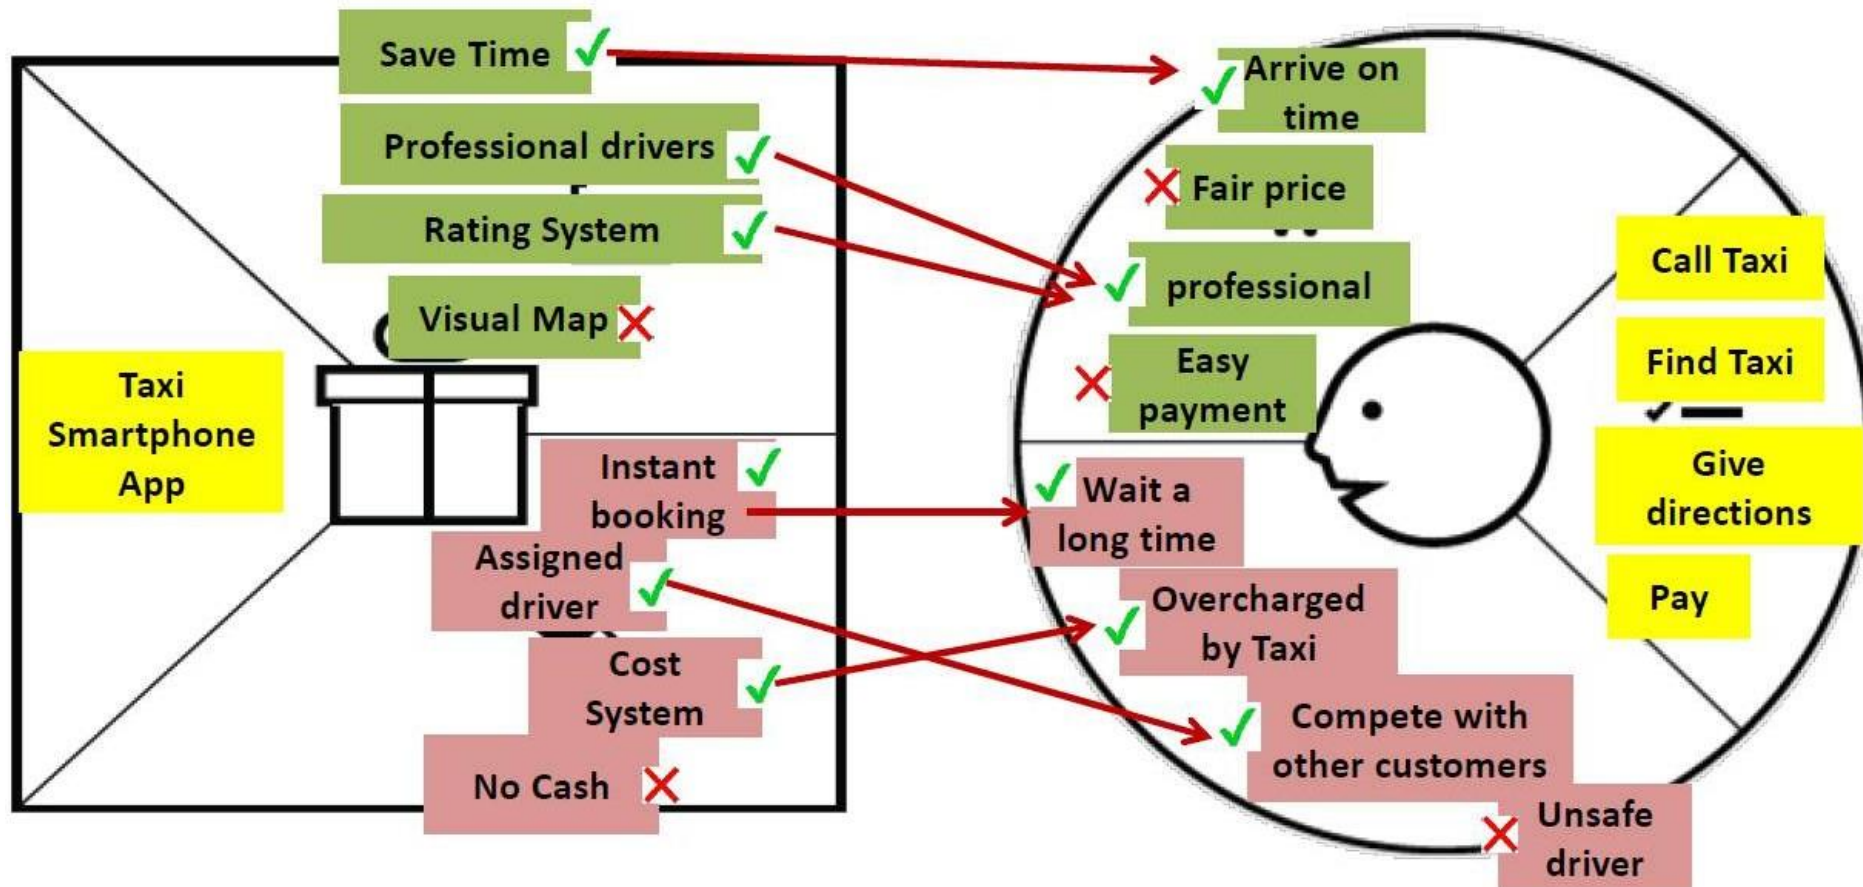 Save Time
Professional drivers
Rating System
Visual Map
Taxi
Smartphone
App
Instant
booking
Assigned
driver
Cost
System
No Cash
Arrive on
time
Fair price
professional
Easy
payment
Wait a
long time
Overcharged
by Taxi
Compete with
other customers
Unsafe
driver
Call Taxi
Find Taxi
Give
directions
Pay